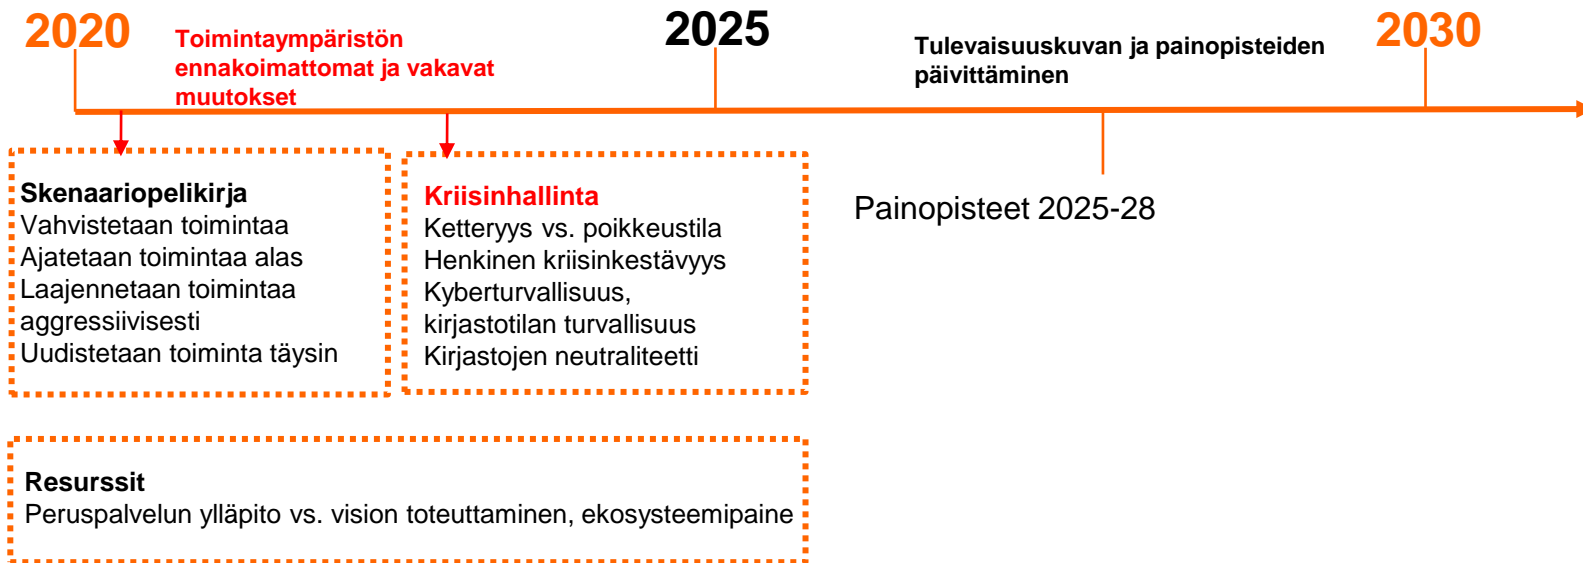 2020
Toimintaympäristön
ennakoimattomat ja vakavat
muutokset
2025
Tulevaisuuskuvan ja painopisteiden
päivittäminen
2030
Skenaariopelikirja
Vahvistetaan toimintaa
Ajatetaan toimintaa alas
Laajennetaan toimintaa
aggressiivisesti
Uudistetaan toiminta täysin
Kriisinhallinta
Ketteryys vs. poikkeustila
Henkinen kriisinkestävyys
Kyberturvallisuus,
kirjastotilan turvallisuus
Kirjastojen neutraliteetti
Painopisteet 2025-28
Resurssit
Peruspalvelun ylläpito vs. vision toteuttaminen, ekosysteemipaine